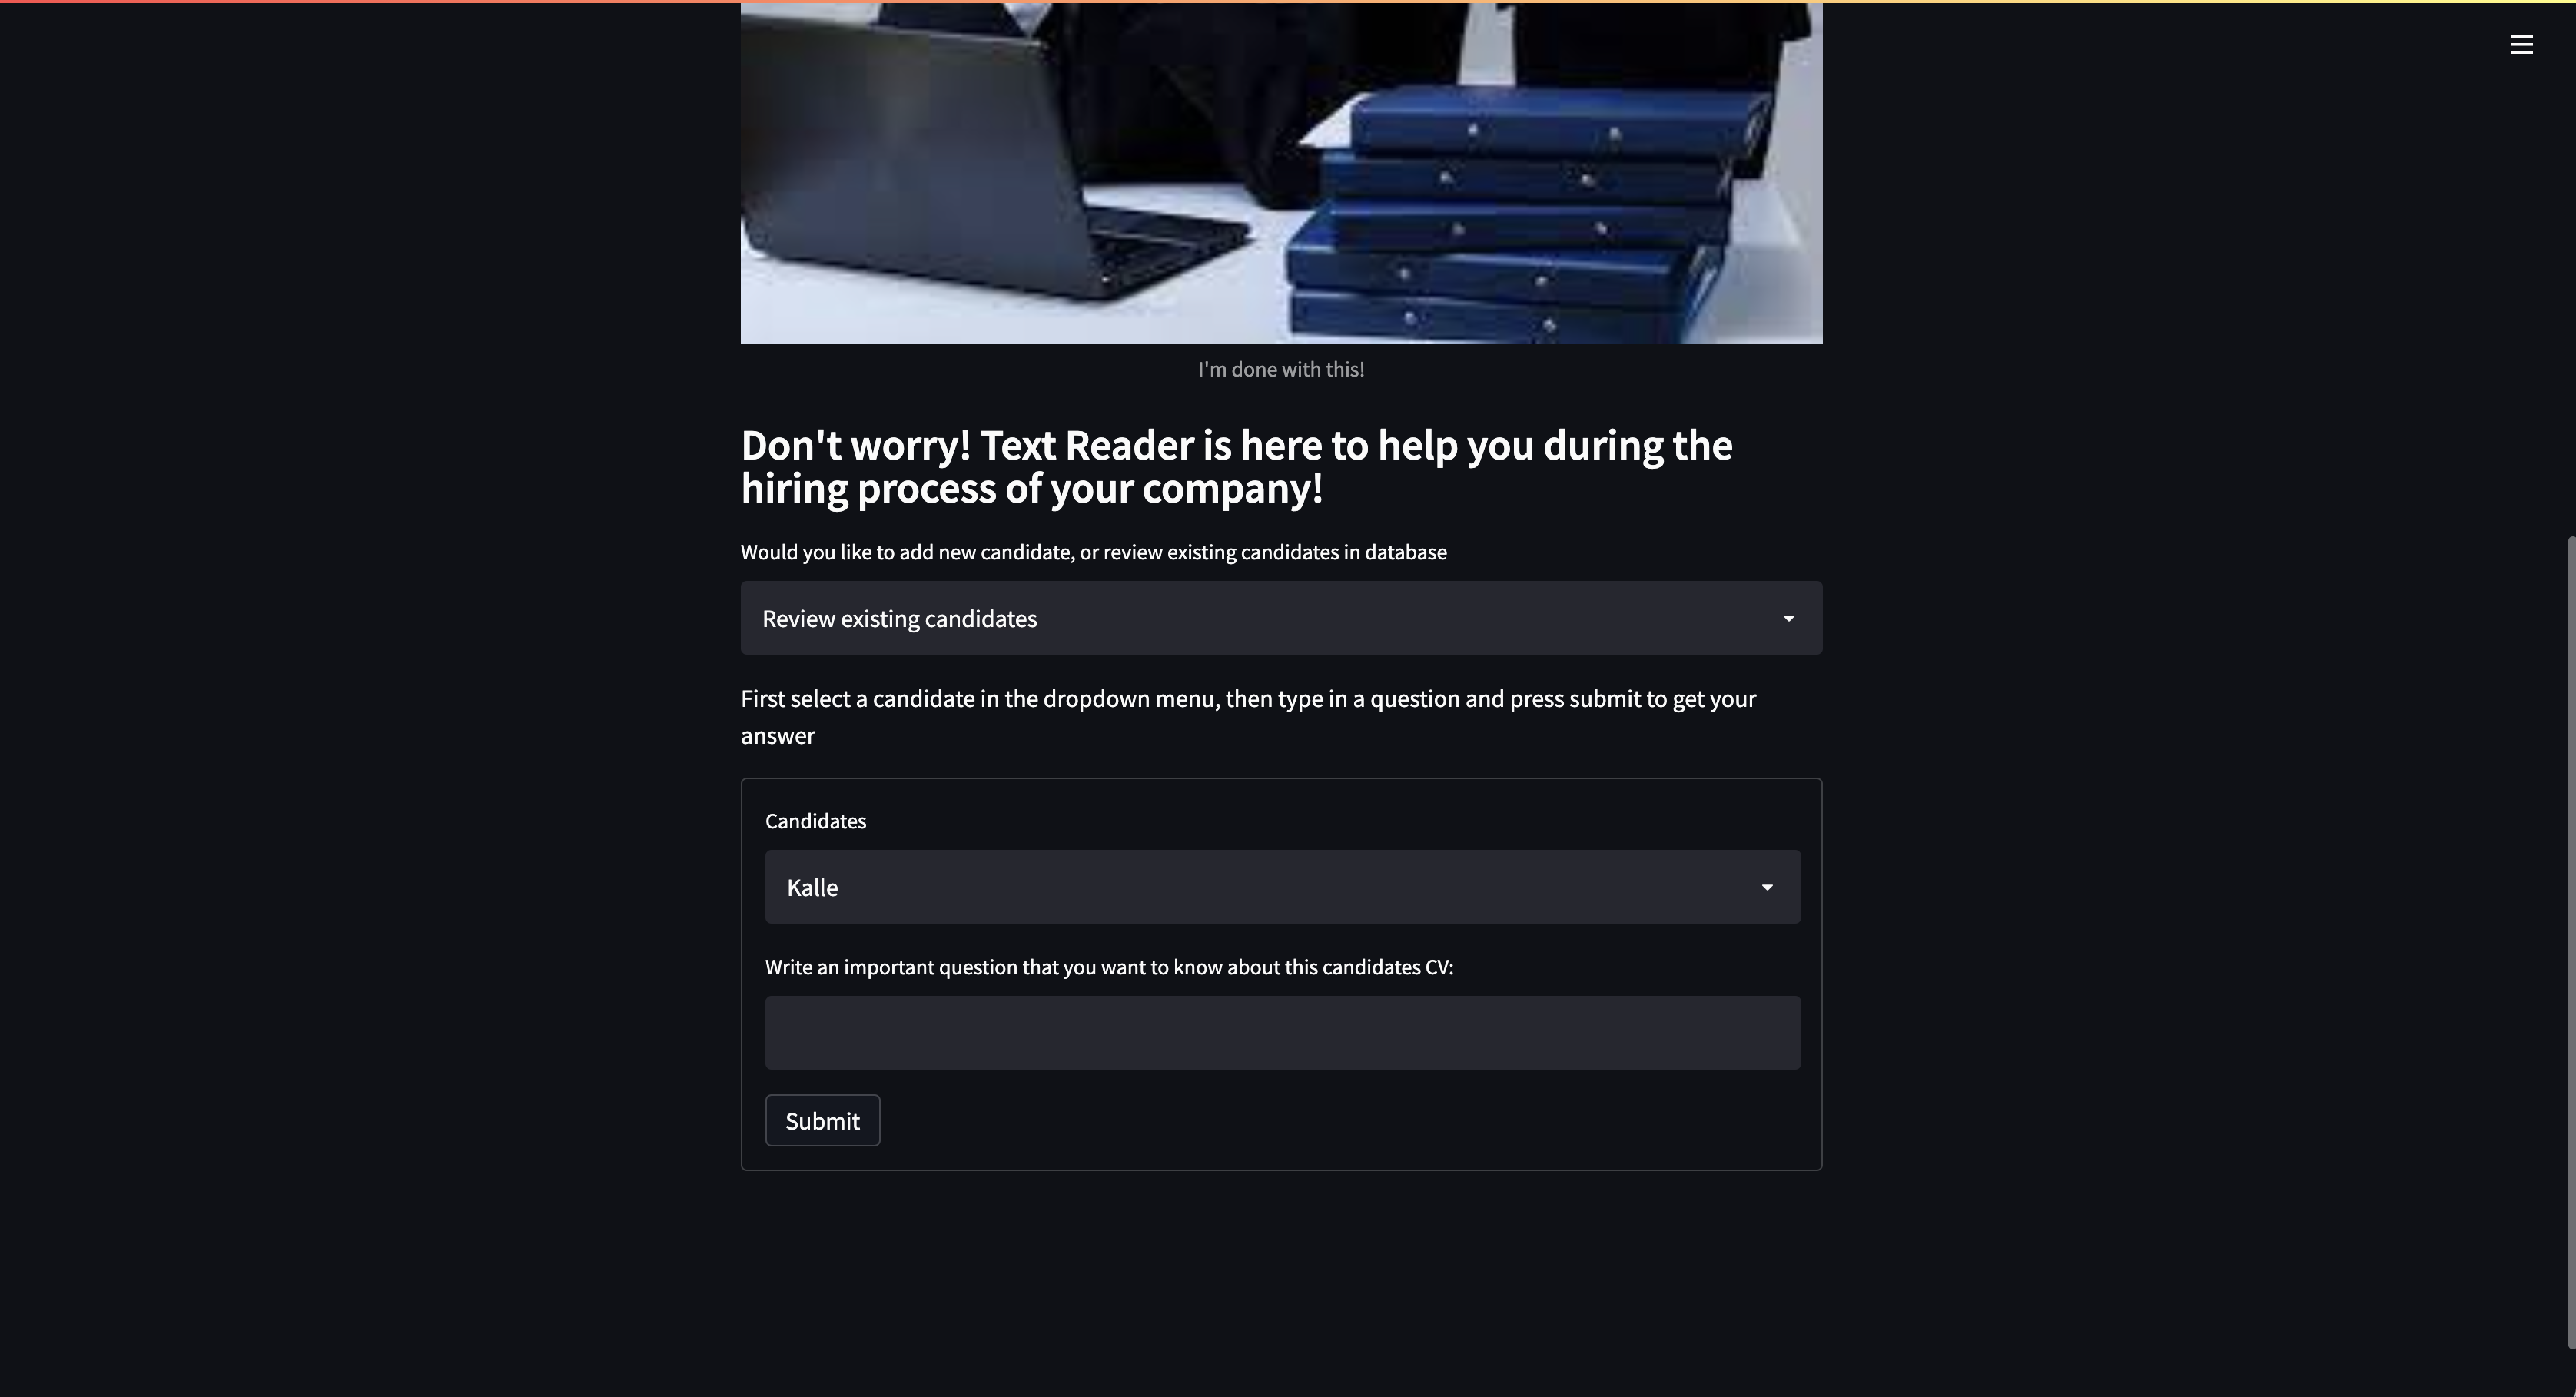 I'm done with this!
Don't worry! Text Reader is here to help you during the
hiring process of your company!
Would you like to add new candidate, or review existing candidates in database
Review existing candidates
First select a candidate in the dropdown menu, then type in a question and press submit to get your
answer
Candidates
Kalle
Write an important question that you want to know about this candidates CV:
Submit